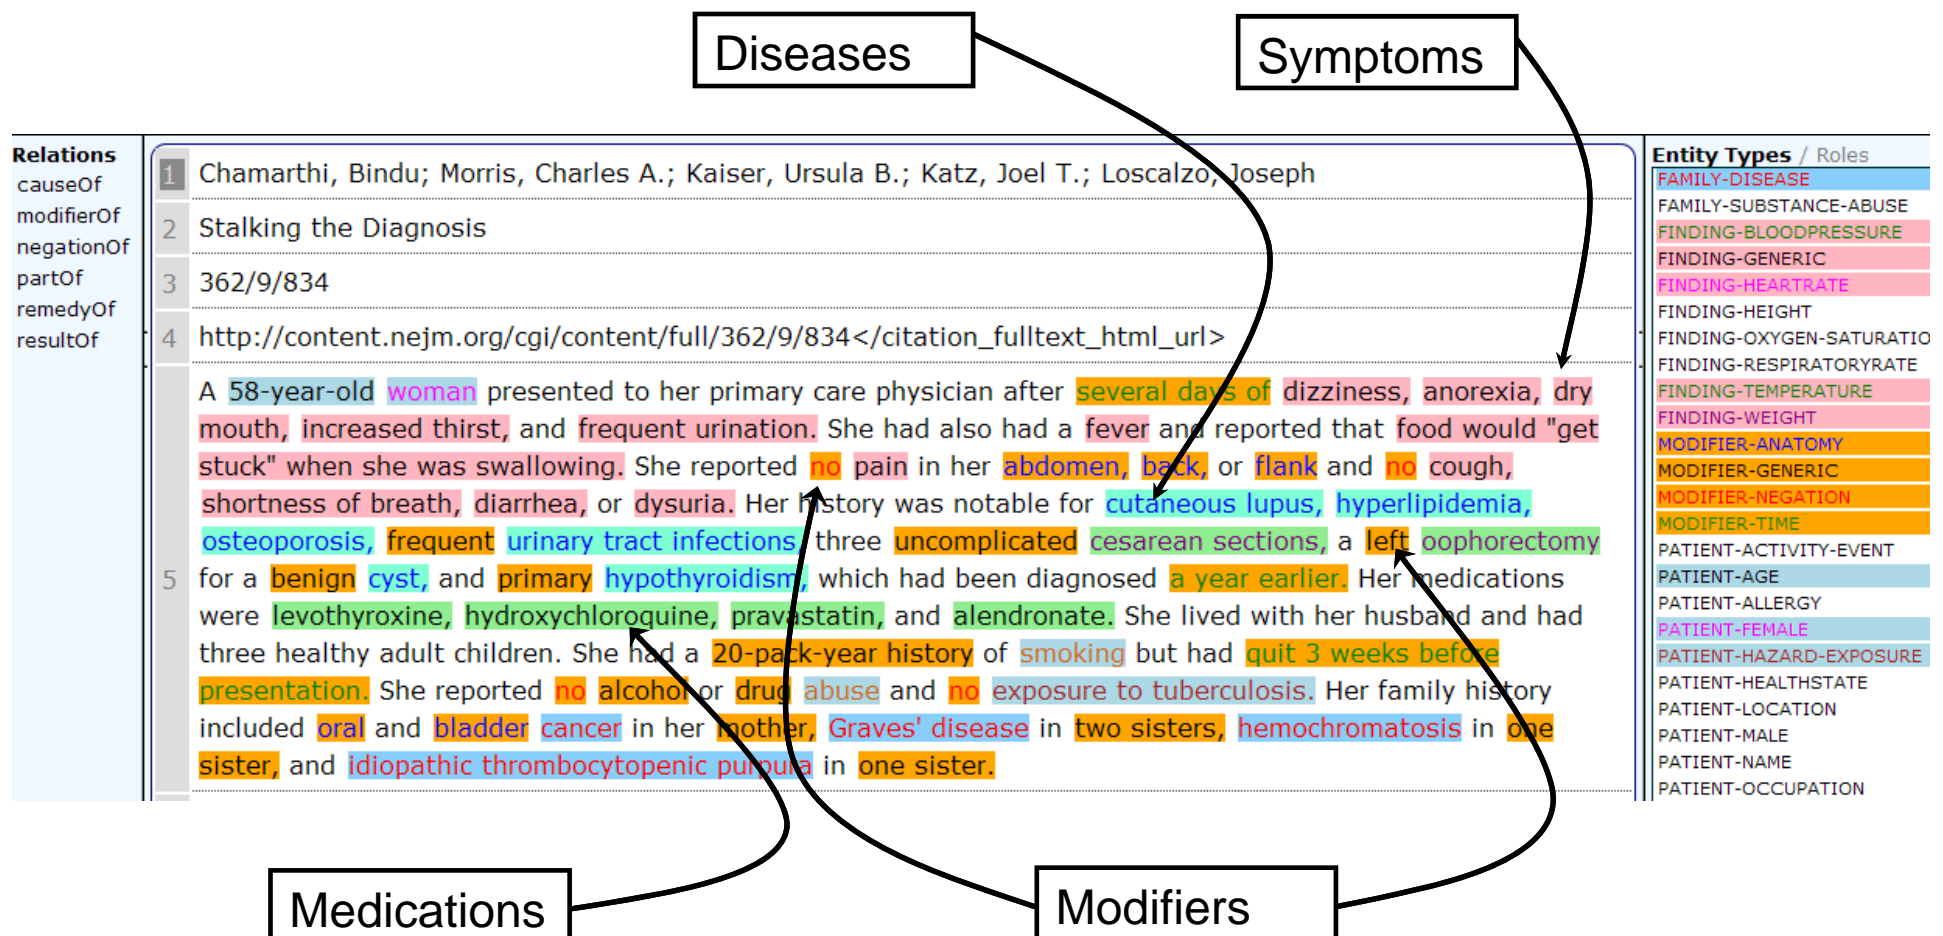 Diseases
Symptoms
Relations
causeOf
modifierOf
negationOf
partOf
remedyOf
resultOf
1 Chamarthi, Bindu; Morris, Charles A.; Kaiser, Ursula B.; Katz, Joel T.; Loscalzo, Joseph
2 Stalking the Diagnosis
3 362/9/834
4 http://content.nejm.org/cgi/content/full/362/9/834</citation_fulltext_html_url>
5
A 58-year-old woman presented to her primary care physician after several days of dizziness, anorexia, dry
mouth, increased thirst, and frequent urination. She had also had a fever and reported that food would "get
stuck" when she was swallowing. She reported no pain in her abdomen, back, or flank and no cough,
shortness of breath, diarrhea, or dysuria. Her history was notable for cutaneous lupus, hyperlipidemia,
osteoporosis, frequent urinary tract infections, three uncomplicated cesarean sections, a left oophorectomy
for a benign cyst, and primary hypothyroidism, which had been diagnosed a year earlier. Her medications
were levothyroxine, hydroxychloroquine, pravastatin, and alendronate. She lived with her husband and had
three healthy adult children. She had a 20-pack-year history of smoking but had quit 3 weeks before
presentation. She reported no alcohol or drug abuse and no exposure to tuberculosis. Her family history
included oral and bladder cancer in her mother, Graves' disease in two sisters, hemochromatosis in one
sister, and idiopathic thrombocytopenic purpura in one sister.
Entity Types / Roles
FAMILY-DISEASE
FAMILY-SUBSTANCE-ABUSE
FINDING-BLOODPRESSURE
FINDING-GENERIC
FINDING-HEARTRATE
FINDING-HEIGHT
FINDING-OXYGEN-SATURATIO
FINDING-RESPIRATORYRATE
FINDING-TEMPERATURE
FINDING-WEIGHT
MODIFIER-ANATOMY
MODIFIER-GENERIC
MODIFIER-NEGATION
MODIFIER-TIME
PATIENT-ACTIVITY-EVENT
PATIENT-AGE
PATIENT-ALLERGY
PATIENT-FEMALE
PATIENT-HAZARD-EXPOSURE
PATIENT-HEALTHSTATE
PATIENT-LOCATION
PATIENT-MALE
PATIENT-NAME
PATIENT-OCCUPATION
Medications
Modifiers